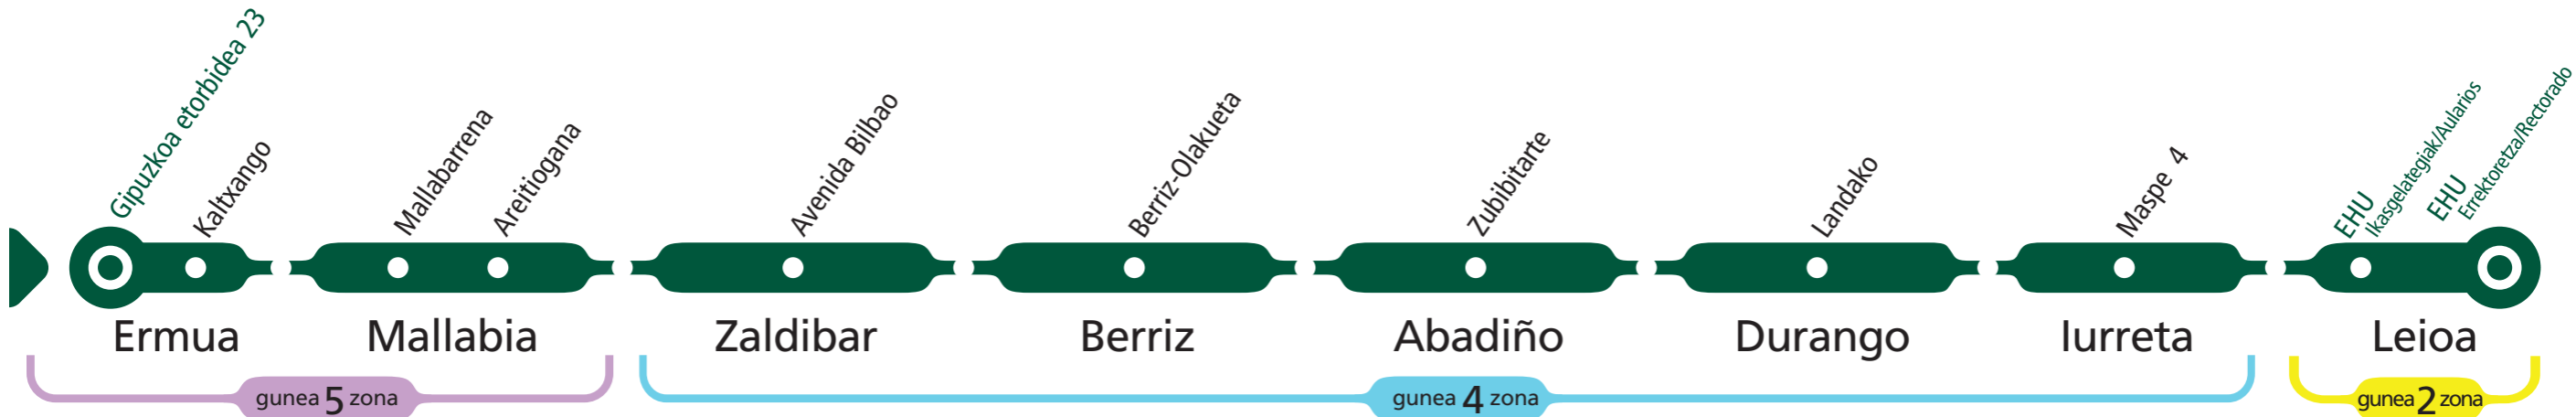 Gipuzkoa etorbidea 23
Kaltxango
Mallabarrena
Areitiogana
Avenida Bilbao
Berriz-Olakueta
Zubibitarte
Landako
Maspe 4
EHU
Ikasgelategiak/Aularios
EHU
Errektoretza/Rectorado
Ermua
Mallabia
Zaldibar
Berriz
Abadiño
Durango
Iurreta
Leioa
gunea 5 zona
gunea 4 zona
gunea 2 zona